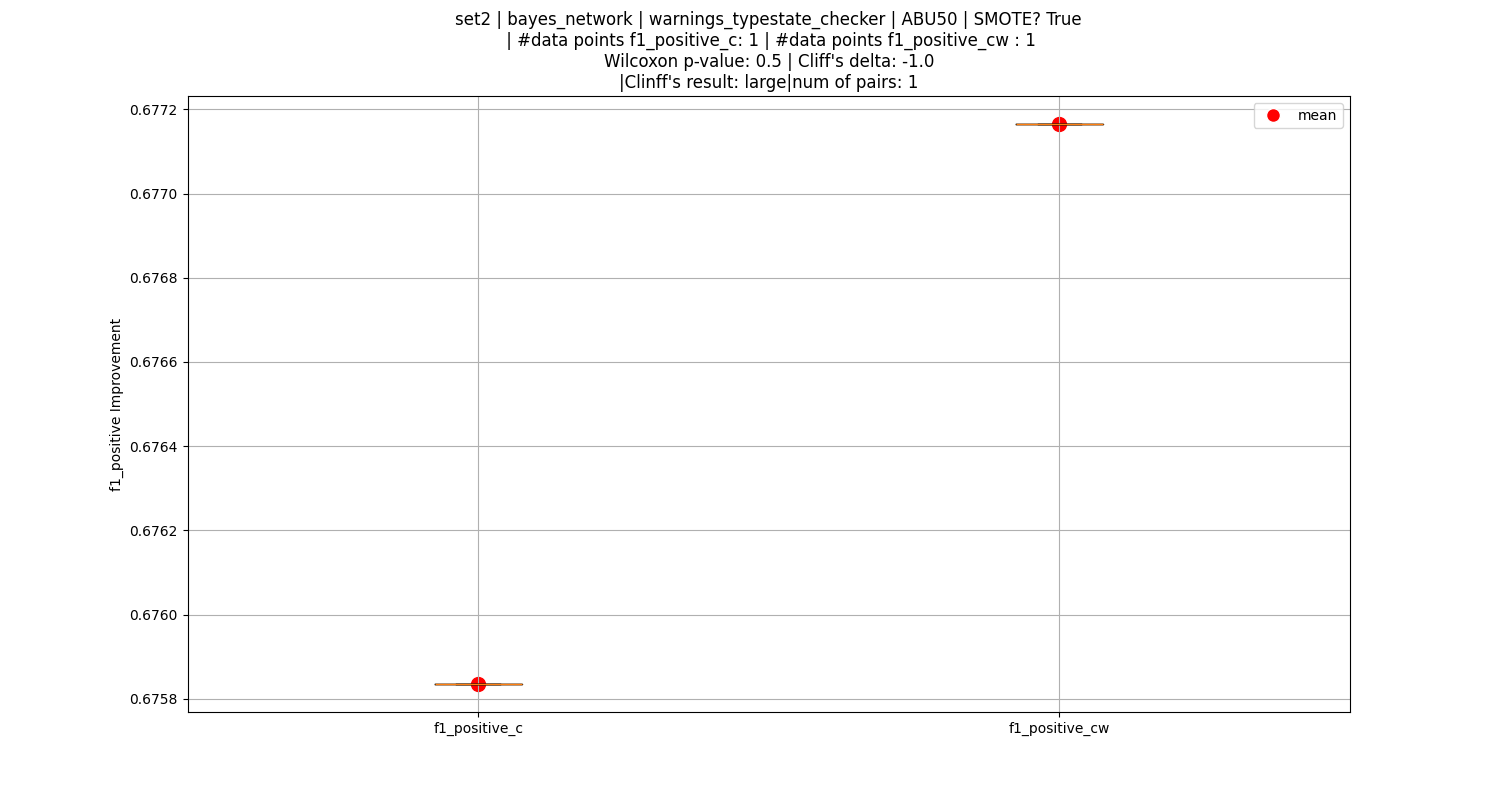 set2 | bayes_network | warnings_typestate_checker | ABU50 | SMOTE? True
| #data points f1_positive_c: 1 | #data points f1_positive_cw : 1
Wilcoxon p-value: 0.5 | Cliff's delta: -1.0
|Clinff's result: large|num of pairs: 1
mean
0.6772
0.6770
0.6768
0.6766
0.6764
0.6762
0.6760
0.6758
f1_positive Improvement
f1_positive_c
f1_positive_cw